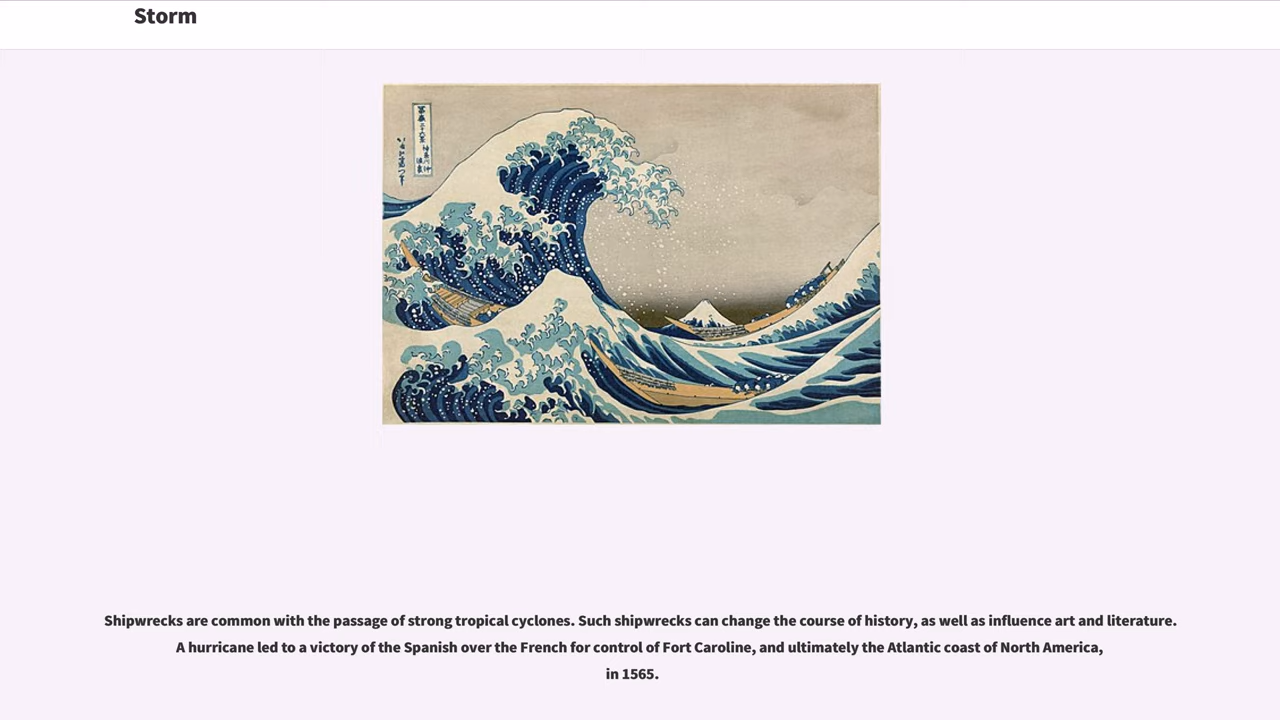 Storm
Shipwrecks are common with the passage of strong tropical cyclones. Such shipwrecks can change the course of history, as well as influence art and literature.
A hurricane led to a victory of the Spanish over the French for control of Fort Caroline, and ultimately the Atlantic coast of North America,
in 1565.